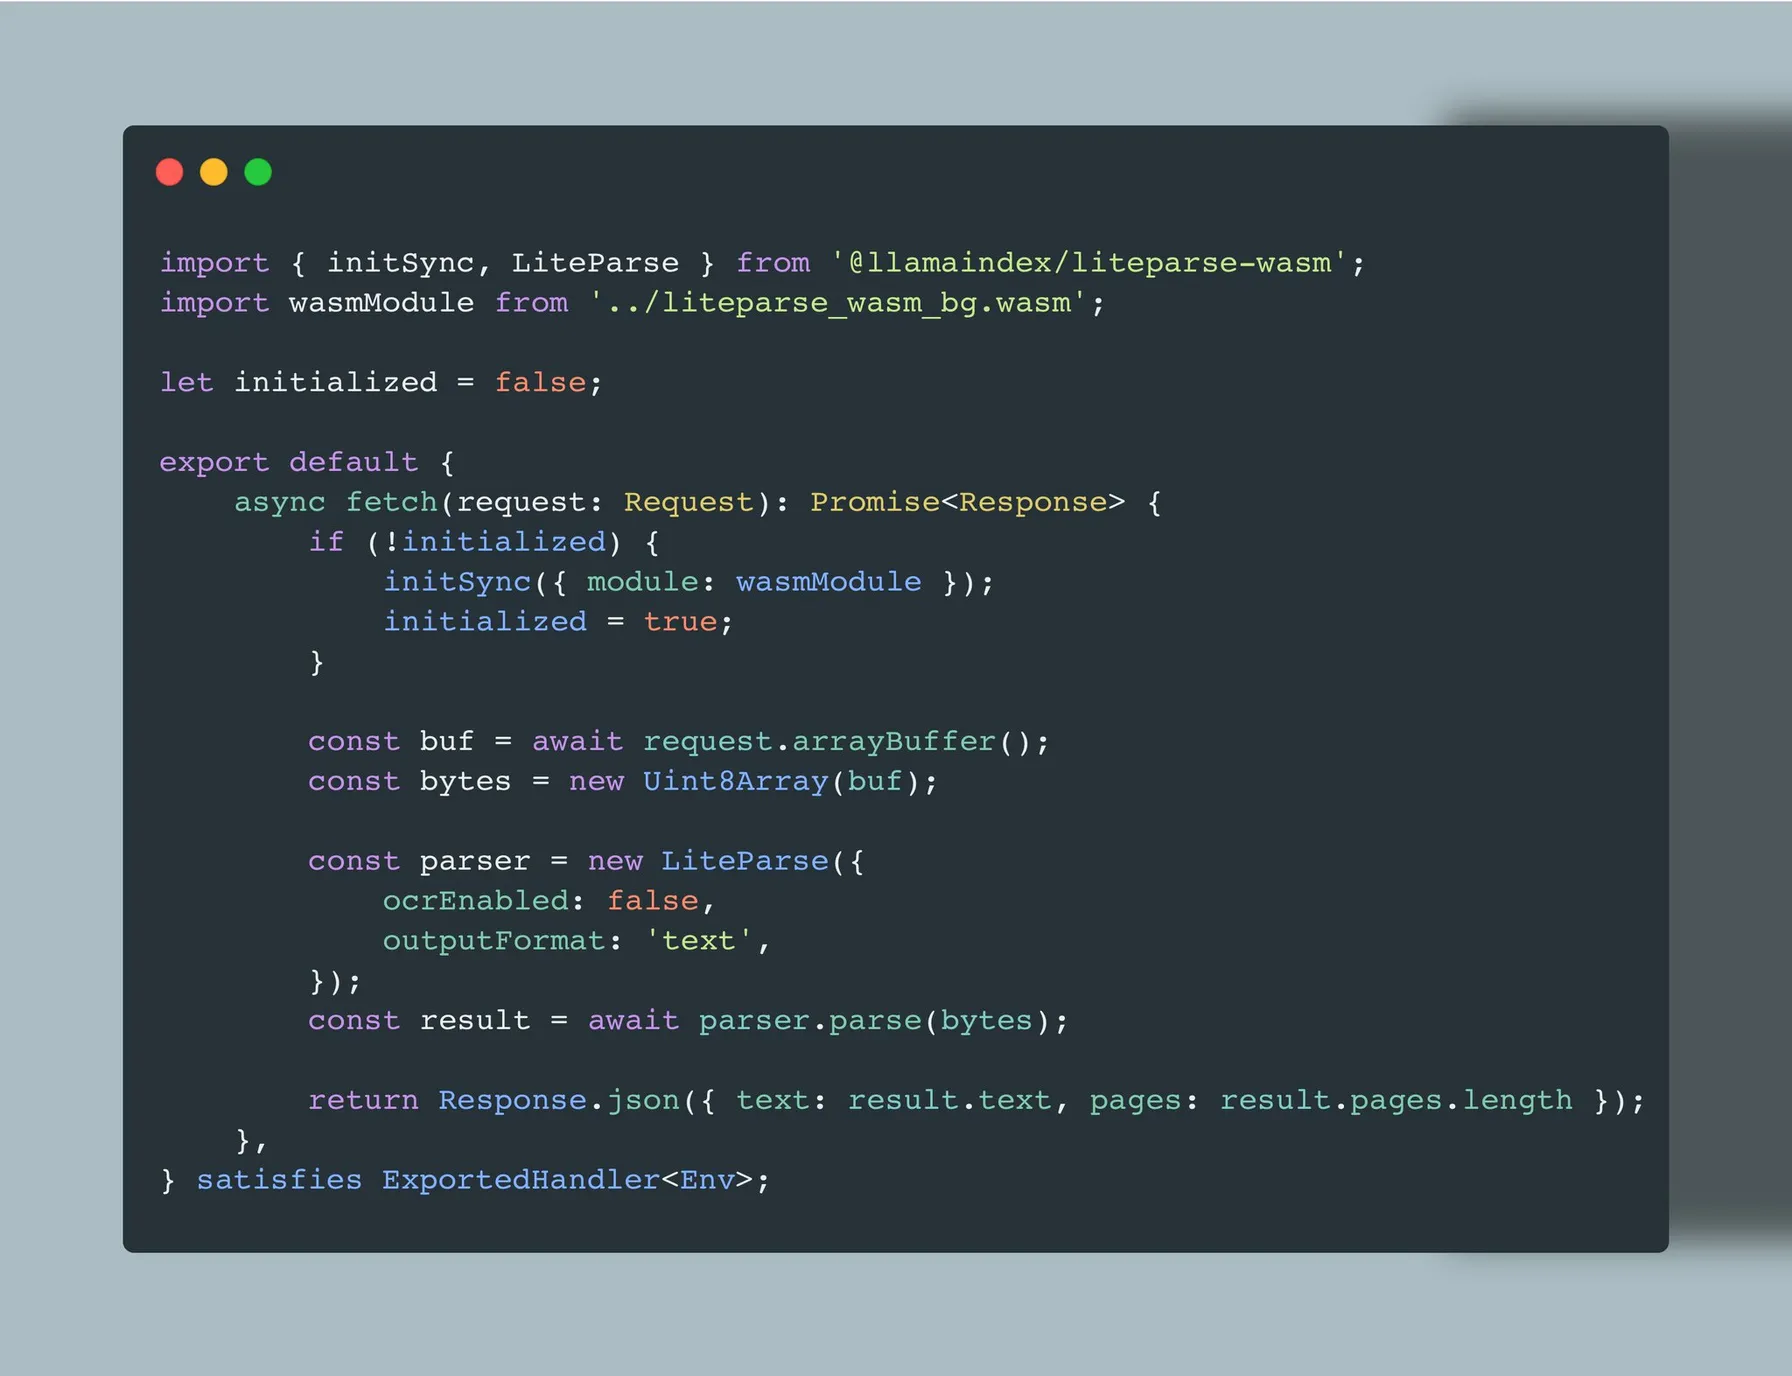 import { initSync, LiteParse } from '@llamaindex/liteparse-wasm';
import wasmModule from '../liteparse_wasm_bg.wasm';

let initialized = false;

export default {
    async fetch(request: Request): Promise<Response> {
        if (!initialized) {
            initSync({ module: wasmModule });
            initialized = true;
        }

        const buf = await request.arrayBuffer();
        const bytes = new Uint8Array(buf);

        const parser = new LiteParse({
            ocrEnabled: false,
            outputFormat: 'text',
        });
        const result = await parser.parse(bytes);

        return Response.json({ text: result.text, pages: result.pages.length });
    },
} satisfies ExportedHandler<Env>;